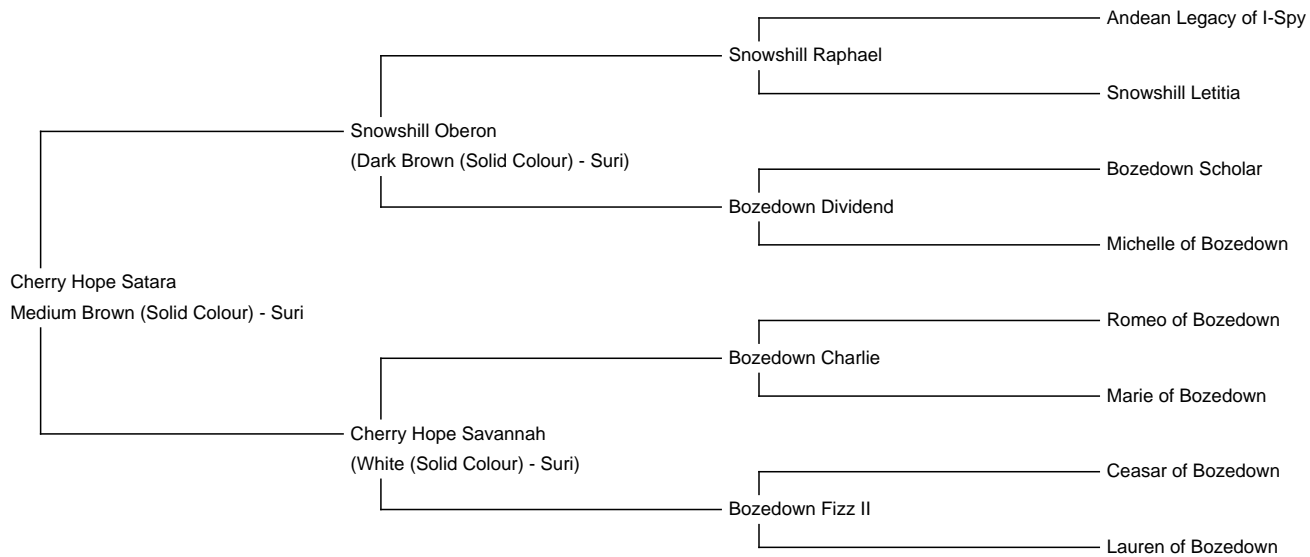 Andean Legacy of I-Spy
Snowshill Raphael
Snowshill Letitia
Snowshill Oberon
(Dark Brown (Solid Colour) - Suri)
Bozedown Scholar
Bozedown Dividend
Michelle of Bozedown
Cherry Hope Satara
Medium Brown (Solid Colour) - Suri
Romeo of Bozedown
Bozedown Charlie
Marie of Bozedown
Cherry Hope Savannah
(White (Solid Colour) - Suri)
Ceasar of Bozedown
Bozedown Fizz II
Lauren of Bozedown